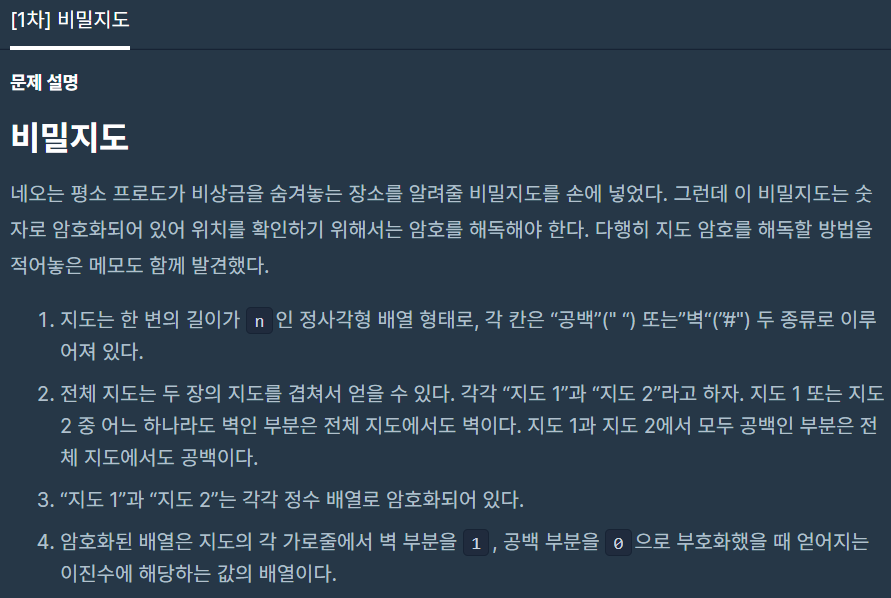 [1차] 비밀지도
문제 설명
비밀지도
네오는 평소 프로도가 비상금을 숨겨놓는 장소를 알려줄 비밀지도를 손에 넣었다. 그런데 이 비밀지도는 숫
자로 암호화되어 있어 위치를 확인하기 위해서는 암호를 해독해야 한다. 다행히 지도 암호를 해독할 방법을
적어놓은 메모도 함께 발견했다.
1. 지도는 한 변의 길이가 n 인 정사각형 배열 형태로, 각 칸은 “공백”(" “) 또는”벽“(”#") 두 종류로 이루
어져 있다.
2. 전체 지도는 두 장의 지도를 겹쳐서 얻을 수 있다. 각각 “지도 1”과 “지도 2”라고 하자. 지도 1 또는 지도
2 중 어느 하나라도 벽인 부분은 전체 지도에서도 벽이다. 지도 1과 지도 2에서 모두 공백인 부분은 전
체 지도에서도 공백이다.
3. “지도 1”과 “지도 2”는 각각 정수 배열로 암호화되어 있다.
4. 암호화된 배열은 지도의 각 가로줄에서 벽 부분을 1 , 공백 부분을 0 으로 부호화했을 때 얻어지는
이진수에 해당하는 값의 배열이다.